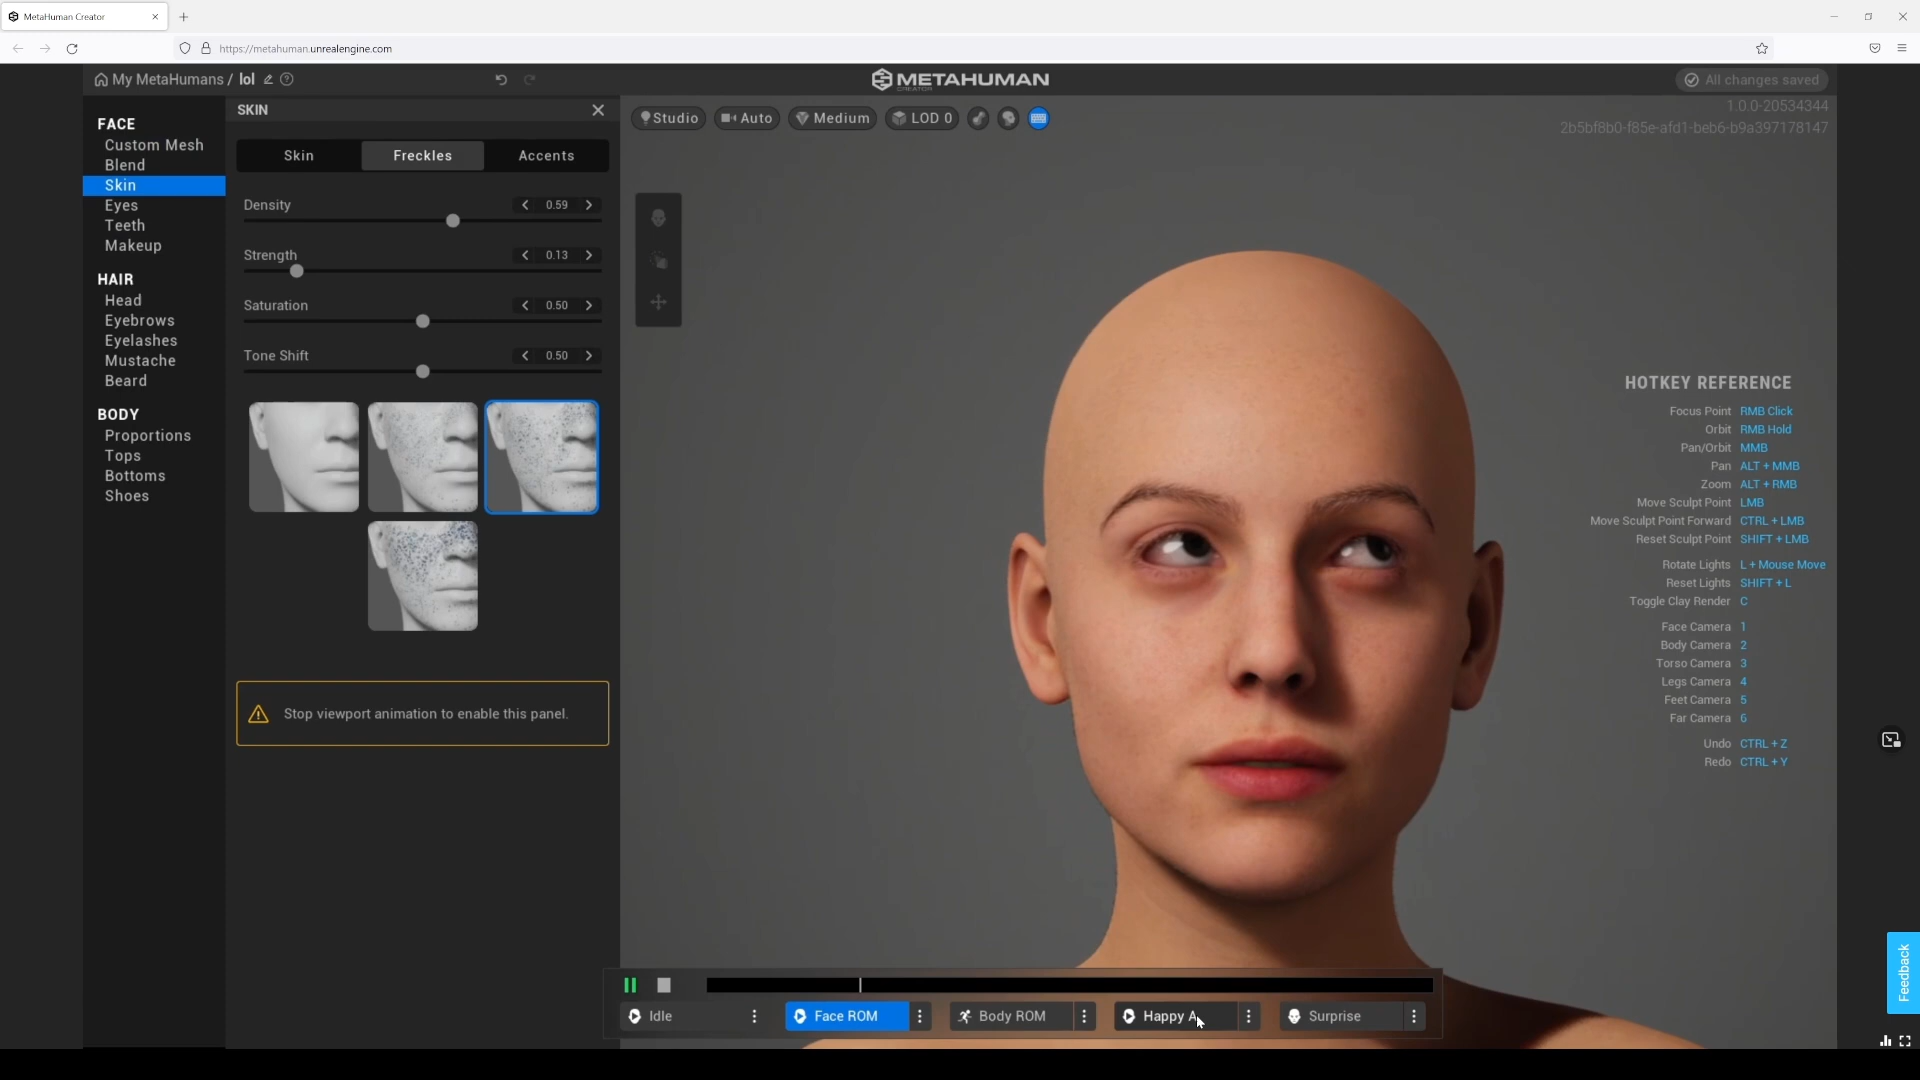 MetaHuman Creator
https://metahuman.unrealengine.com
My MetaHumans / lol
METAHUMAN
CREATOR
All changes saved
1.0.0-20534344
2b5bf8b0-f85e-afd1-beb6-b9a397178147
FACE
Custom Mesh
Blend
Skin
Eyes
Teeth
Makeup
HAIR
Head
Eyebrows
Eyelashes
Mustache
Beard
BODY
Proportions
Tops
Bottoms
Shoes
SKIN
Skin Freckles Accents
Density 0.59
Strength 0.13
Saturation 0.50
Tone Shift 0.50
Stop viewport animation to enable this panel.
Studio Auto Medium LOD 0
HOTKEY REFERENCE
Focus Point RMB Click
Orbit RMB Hold
Pan/Orbit MMB
Pan ALT + MMB
Zoom ALT + RMB
Move Sculpt Point LMB
Move Sculpt Point Forward CTRL + LMB
Reset Sculpt Point SHIFT + LMB
Rotate Lights L + Mouse Move
Reset Lights SHIFT + L
Toggle Clay Render C
Face Camera 1
Body Camera 2
Torso Camera 3
Legs Camera 4
Feet Camera 5
Far Camera 6
Undo CTRL + Z
Redo CTRL + Y
Idle Face ROM Body ROM Happy A Surprise
Feedback